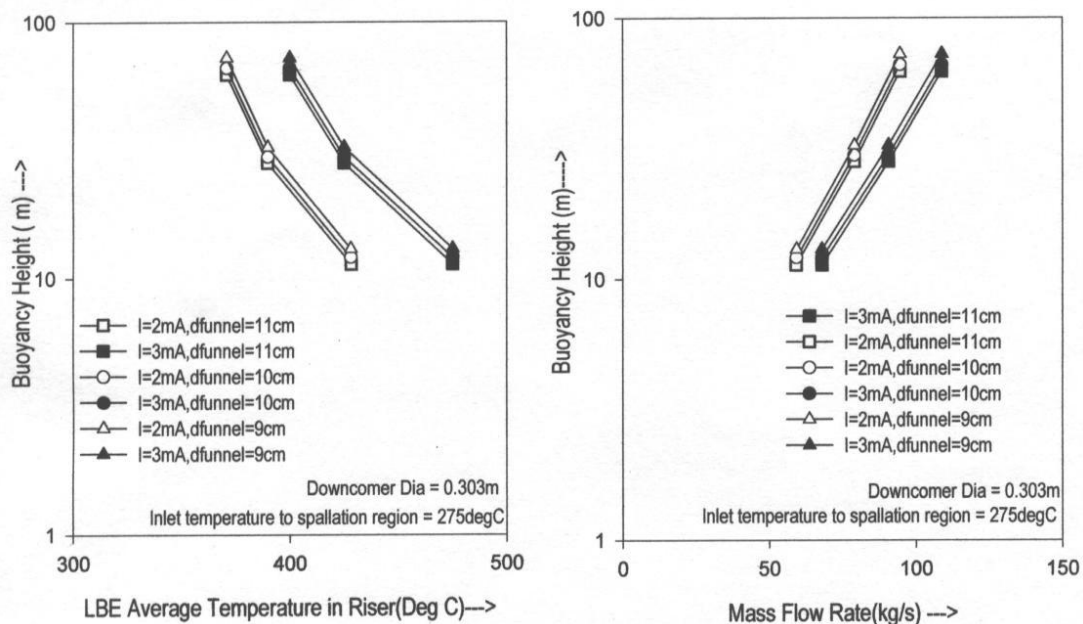 100
10
1
300
400
500
Buoyancy Height ( m) --->
I=2mA,dfunnel=11cm
I=3mA,dfunnel=11cm
I=2mA,dfunnel=10cm
I=3mA,dfunnel=10cm
I=2mA,dfunnel=9cm
I=3mA,dfunnel=9cm
Downcomer Dia = 0.303m
Inlet temperature to spallation region = 275degC
LBE Average Temperature in Riser(Deg C)--->
100
10
1
0
50
100
150
Buoyancy Height (m)---->
I=3mA,dfunnel=11cm
I=2mA,dfunnel=11cm
I=2mA,dfunnel=10cm
I=3mA,dfunnel=10cm
I=2mA,dfunnel=9cm
I=3mA,dfunnel=9cm
Downcomer Dia = 0.303m
Inlet temperature to spallation region = 275degC
Mass Flow Rate(kg/s) --->